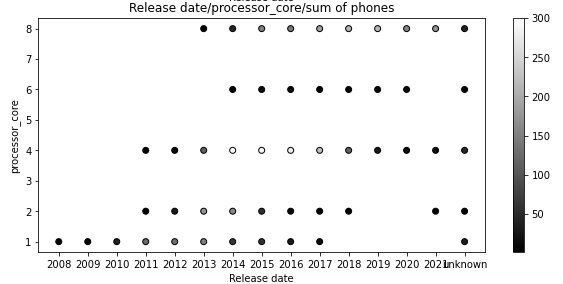 Release date
Release date/processor_core/sum of phones
processor_core
8
7
6
5
4
3
2
1
2008 2009 2010 2011 2012 2013 2014 2015 2016 2017 2018 2019 2020 2021 unknown
Release date
300
250
200
150
100
50